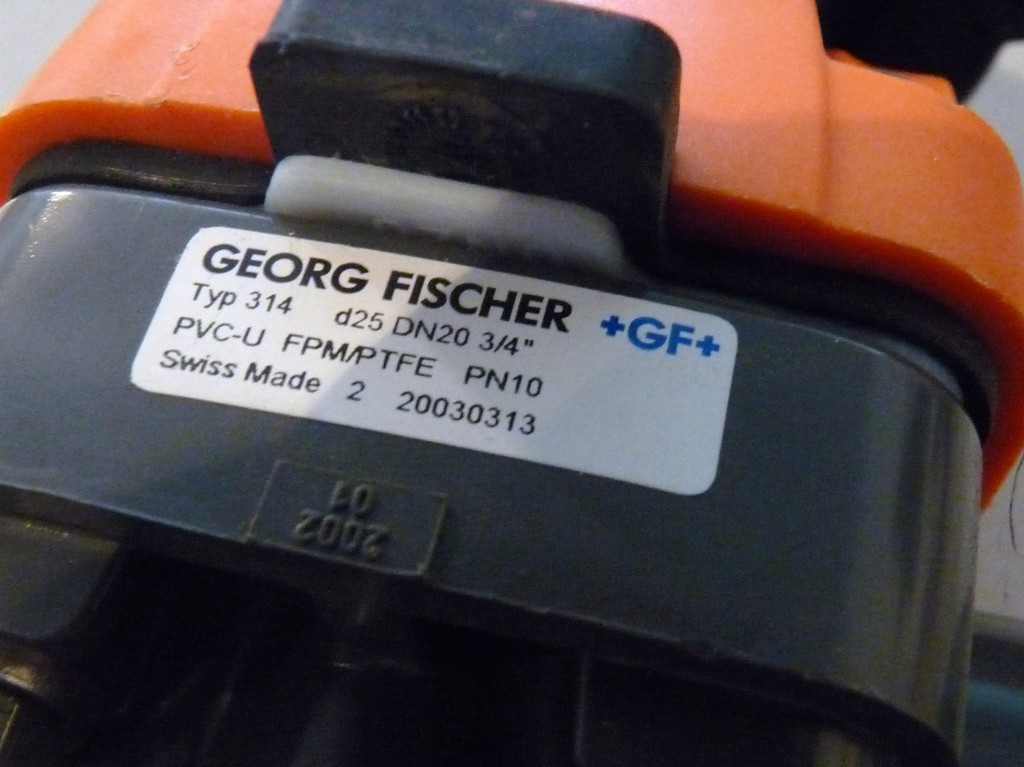 GEORG FISCHER +GF+
Typ 314 d25 DN20 3/4"
PVC-U FPM/PTFE PN10
Swiss Made 2 20030313
2002
01